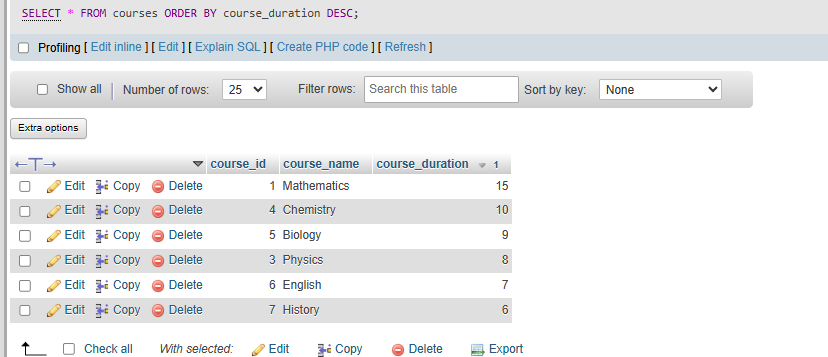 SELECT * FROM courses ORDER BY course_duration DESC;
Profiling [ Edit inline ] [ Edit ] [ Explain SQL ] [ Create PHP code ] [ Refresh ]
Show all Number of rows: 25 Filter rows: Search this table Sort by key: None
Extra options
←T→ course_id course_name course_duration 1
Edit Copy Delete 1 Mathematics 15
Edit Copy Delete 4 Chemistry 10
Edit Copy Delete 5 Biology 9
Edit Copy Delete 3 Physics 8
Edit Copy Delete 6 English 7
Edit Copy Delete 7 History 6
Check all With selected: Edit Copy Delete Export